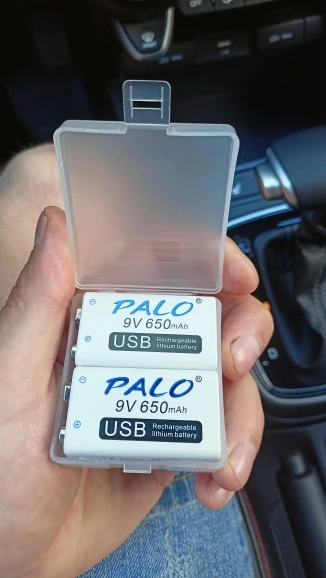 PALO®
9V 650mAh
USB Rechargeable
lithium battery
PALO®
9V 650mAh
USB Rechargeable
lithium battery